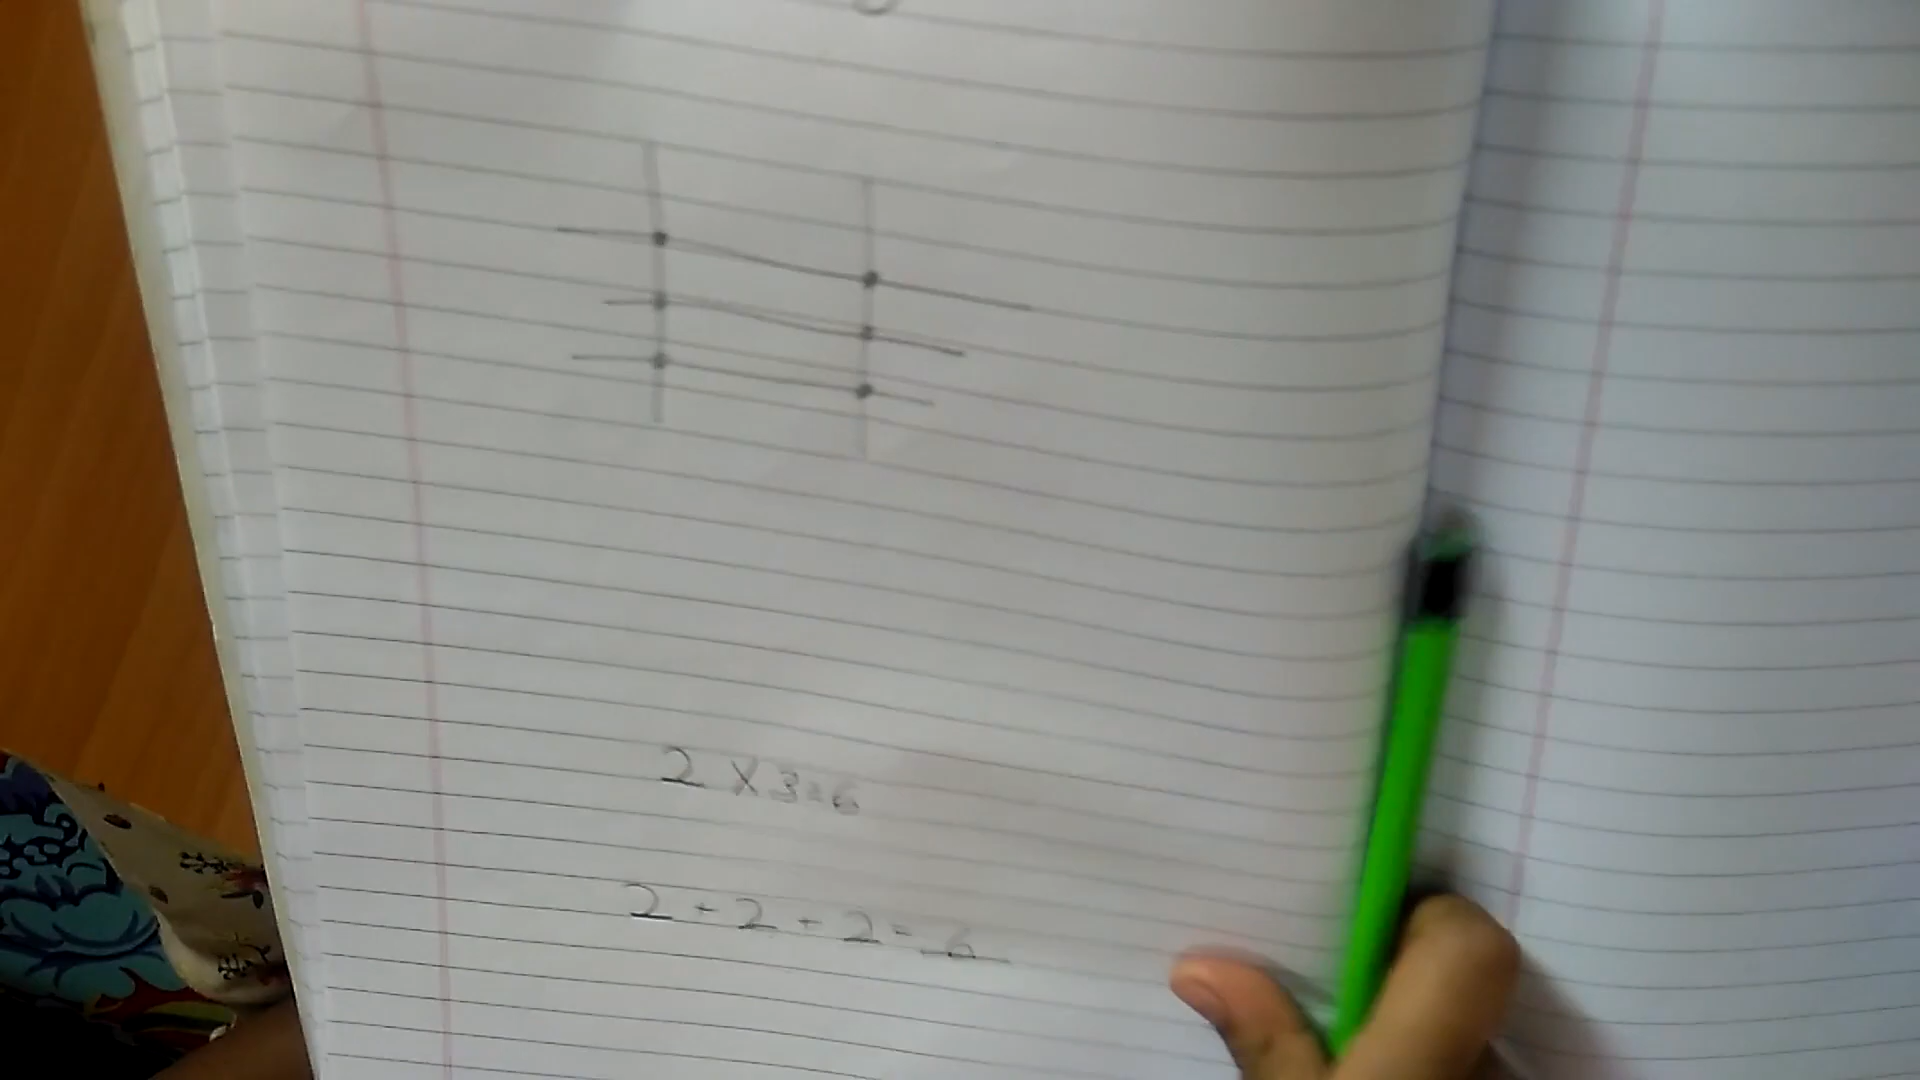 2 X 3 = 6
2 + 2 + 2 = 6